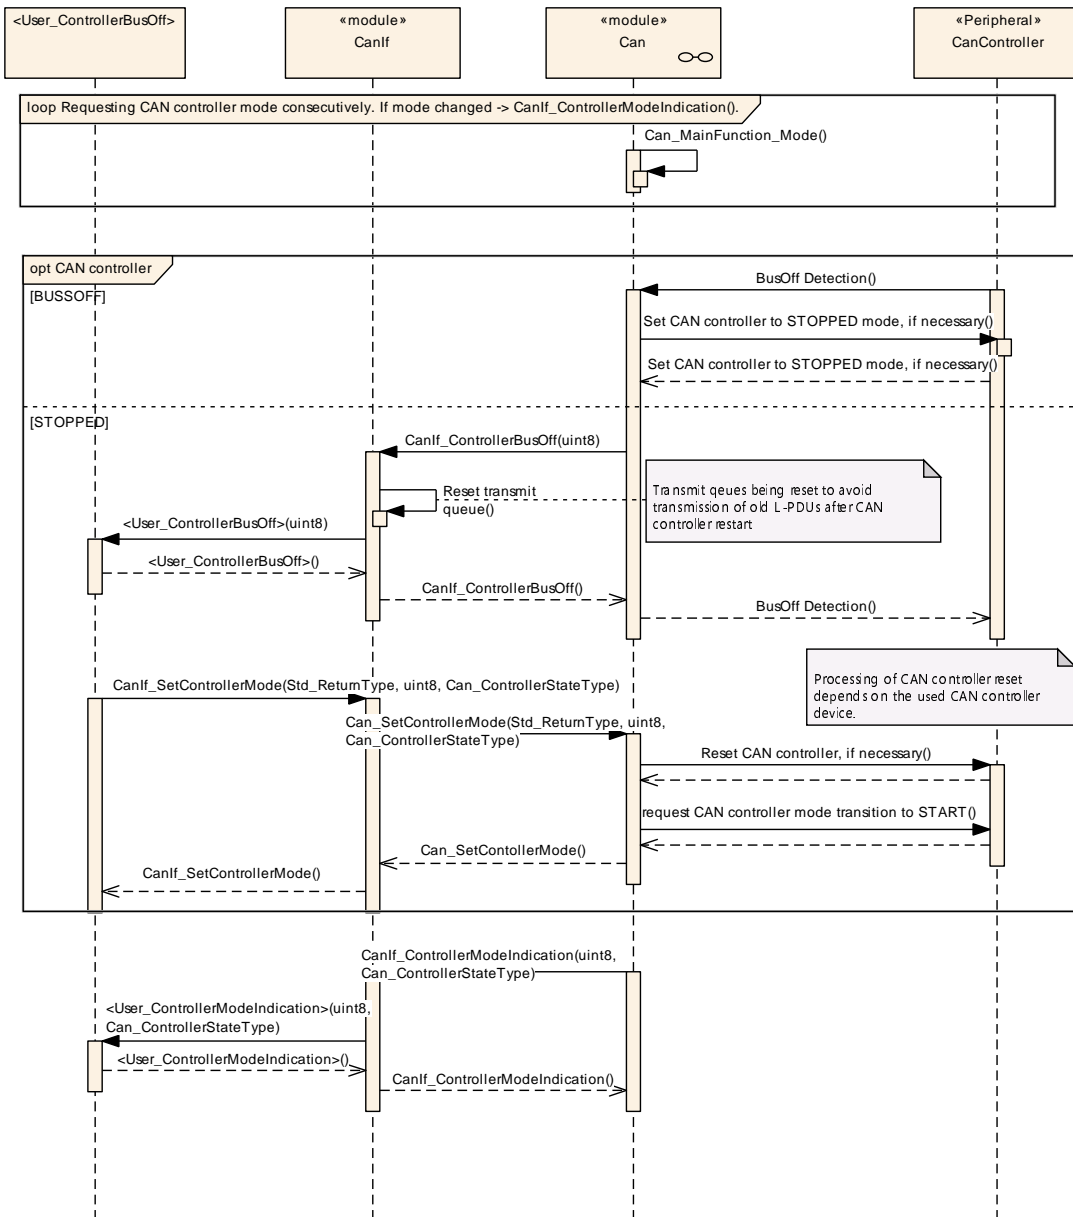 <User_ControllerBusOff>
«module»
CanIf
«module»
Can
«Peripheral»
CanController
loop Requesting CAN controller mode consecutively. If mode changed -> CanIf_ControllerModeIndication().
Can_MainFunction_Mode()
opt CAN controller
[BUSSOFF]
BusOff Detection()
Set CAN controller to STOPPED mode, if necessary()
Set CAN controller to STOPPED mode, if necessary()
[STOPPED]
CanIf_ControllerBusOff(uint8)
Reset transmit
queue()
Transmit qeues being reset to avoid
transmission of old L-PDUs after CAN
controller restart
<User_ControllerBusOff>(uint8)
<User_ControllerBusOff>()
CanIf_ControllerBusOff()
BusOff Detection()
Processing of CAN controller reset
depends on the used CAN controller
device.
CanIf_SetControllerMode(Std_ReturnType, uint8, Can_ControllerStateType)
Can_SetControllerMode(Std_ReturnType, uint8,
Can_ControllerStateType)
Reset CAN controller, if necessary()
request CAN controller mode transition to START()
Can_SetContollerMode()
CanIf_SetControllerMode()
CanIf_ControllerModeIndication(uint8,
Can_ControllerStateType)
<User_ControllerModeIndication>(uint8,
Can_ControllerStateType)
<User_ControllerModeIndication>()
CanIf_ControllerModeIndication()